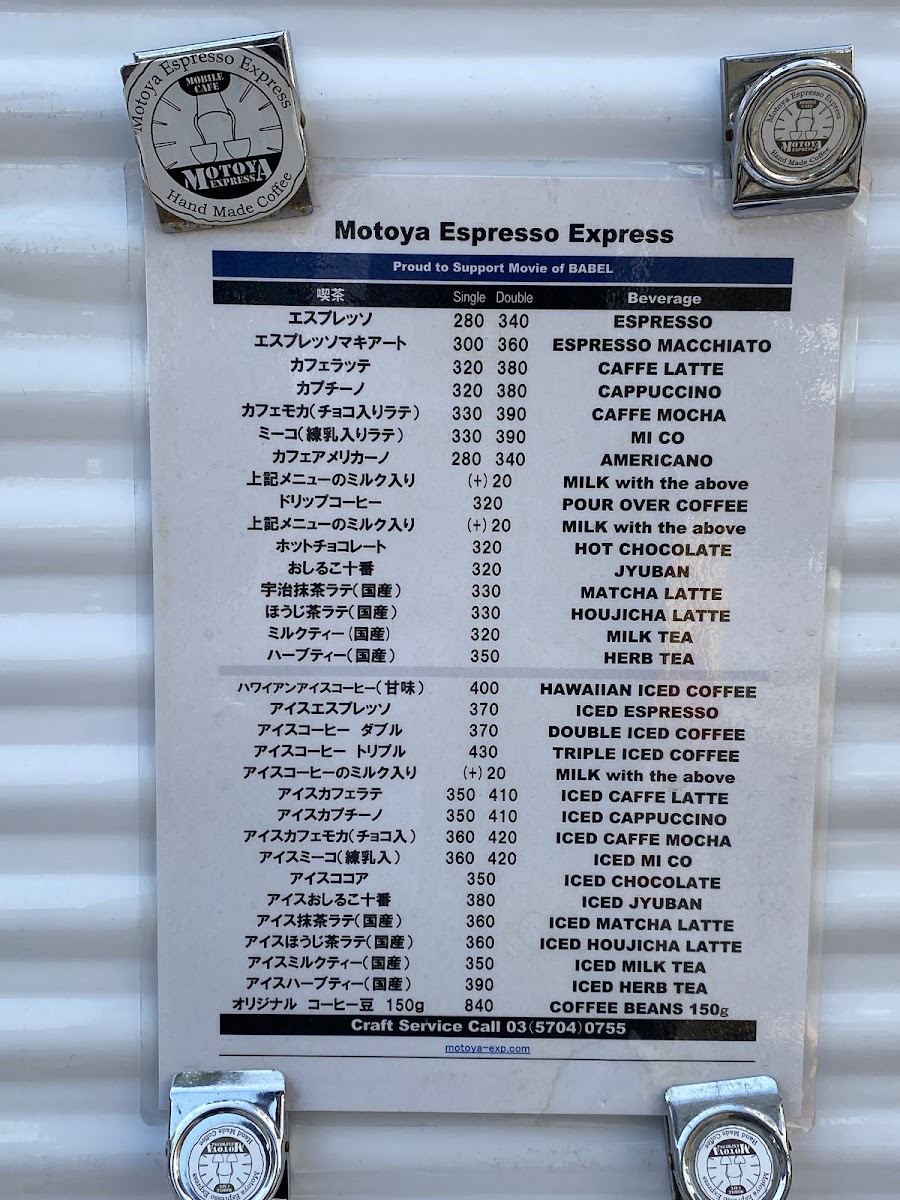 Motoya Espresso Express
MOBILE
CAFE
MOTOYA
EXPRESS
Hand Made Coffee
Motoya Espresso Express
MOTOYA
EXPRESS
Hand Made Coffee
Motoya Espresso Express
Proud to Support Movie of BABEL
喫茶 Single Double Beverage
エスプレッソ 280 340 ESPRESSO
エスプレッソマキアート 300 360 ESPRESSO MACCHIATO
カフェラッテ 320 380 CAFFE LATTE
カプチーノ 320 380 CAPPUCCINO
カフェモカ(チョコ入りラテ) 330 390 CAFFE MOCHA
ミーコ(練乳入りラテ) 330 390 MI CO
カフェアメリカーノ 280 340 AMERICANO
上記メニューのミルク入り (+)20 MILK with the above
ドリップコーヒー 320 POUR OVER COFFEE
上記メニューのミルク入り (+)20 MILK with the above
ホットチョコレート 320 HOT CHOCOLATE
おしるこ十番 320 JYUBAN
宇治抹茶ラテ(国産) 330 MATCHA LATTE
ほうじ茶ラテ(国産) 330 HOUJICHA LATTE
ミルクティー(国産) 320 MILK TEA
ハーブティー(国産) 350 HERB TEA
ハワイアンアイスコーヒー(甘味) 400 HAWAIIAN ICED COFFEE
アイスエスプレッソ 370 ICED ESPRESSO
アイスコーヒー ダブル 370 DOUBLE ICED COFFEE
アイスコーヒー トリプル 430 TRIPLE ICED COFFEE
アイスコーヒーのミルク入り (+)20 MILK with the above
アイスカフェラテ 350 410 ICED CAFFE LATTE
アイスカプチーノ 350 410 ICED CAPPUCCINO
アイスカフェモカ(チョコ入) 360 420 ICED CAFFE MOCHA
アイスミーコ(練乳入) 360 420 ICED MI CO
アイスココア 350 ICED CHOCOLATE
アイスおしるこ十番 380 ICED JYUBAN
アイス抹茶ラテ(国産) 360 ICED MATCHA LATTE
アイスほうじ茶ラテ(国産) 360 ICED HOUJICHA LATTE
アイスミルクティー(国産) 350 ICED MILK TEA
アイスハーブティー(国産) 390 ICED HERB TEA
オリジナル コーヒー豆 150g 840 COFFEE BEANS 150g
Craft Service Call 03(5704)0755
motoya-exp.com
Hand Made Coffee
MOTOYA
EXPRESS
Motoya Espresso Express
Hand Made Coffee
MOTOYA
EXPRESS
MOBILE
CAFE